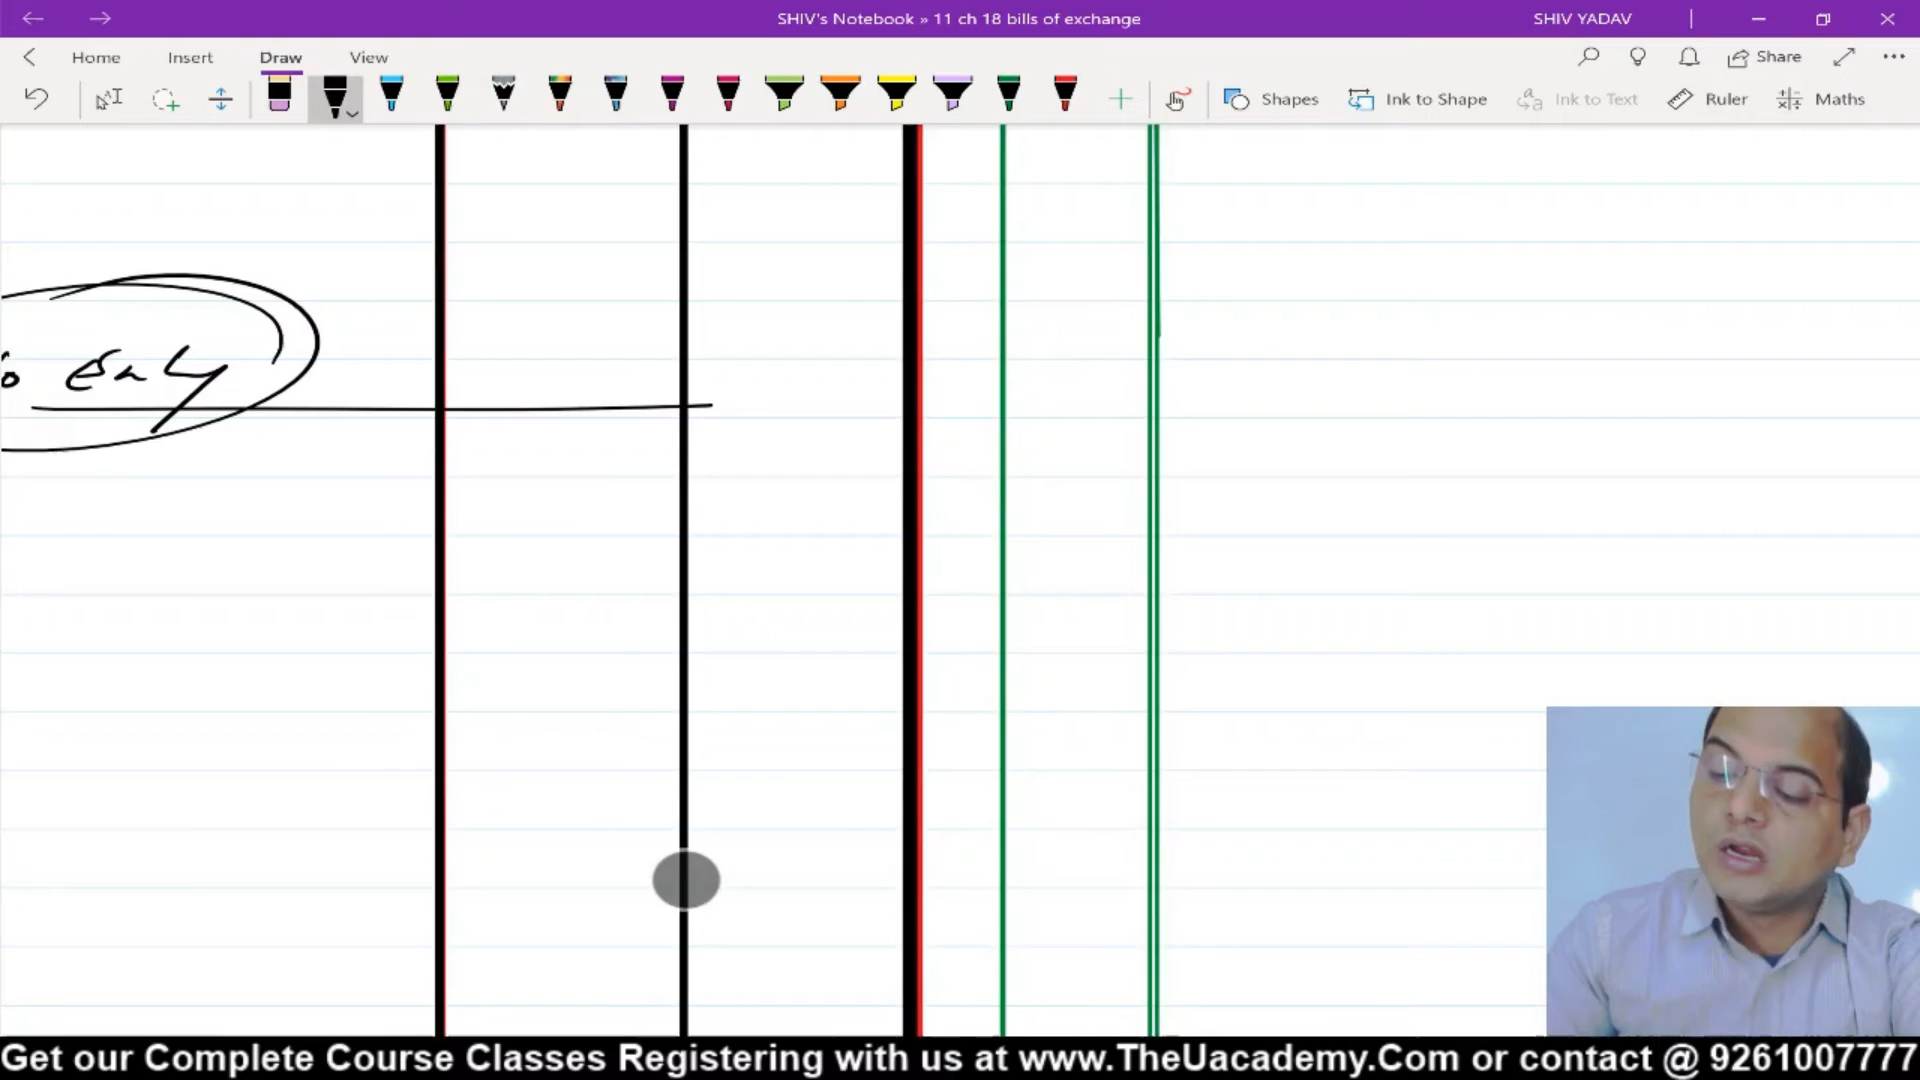 SHIV's Notebook » 11 ch 18 bills of exchange
SHIV YADAV
Home Insert Draw View
Share
Shapes Ink to Shape Ink to Text Ruler Maths
Get our Complete Course Classes Registering with us at www.TheUacademy.Com or contact @ 9261007777